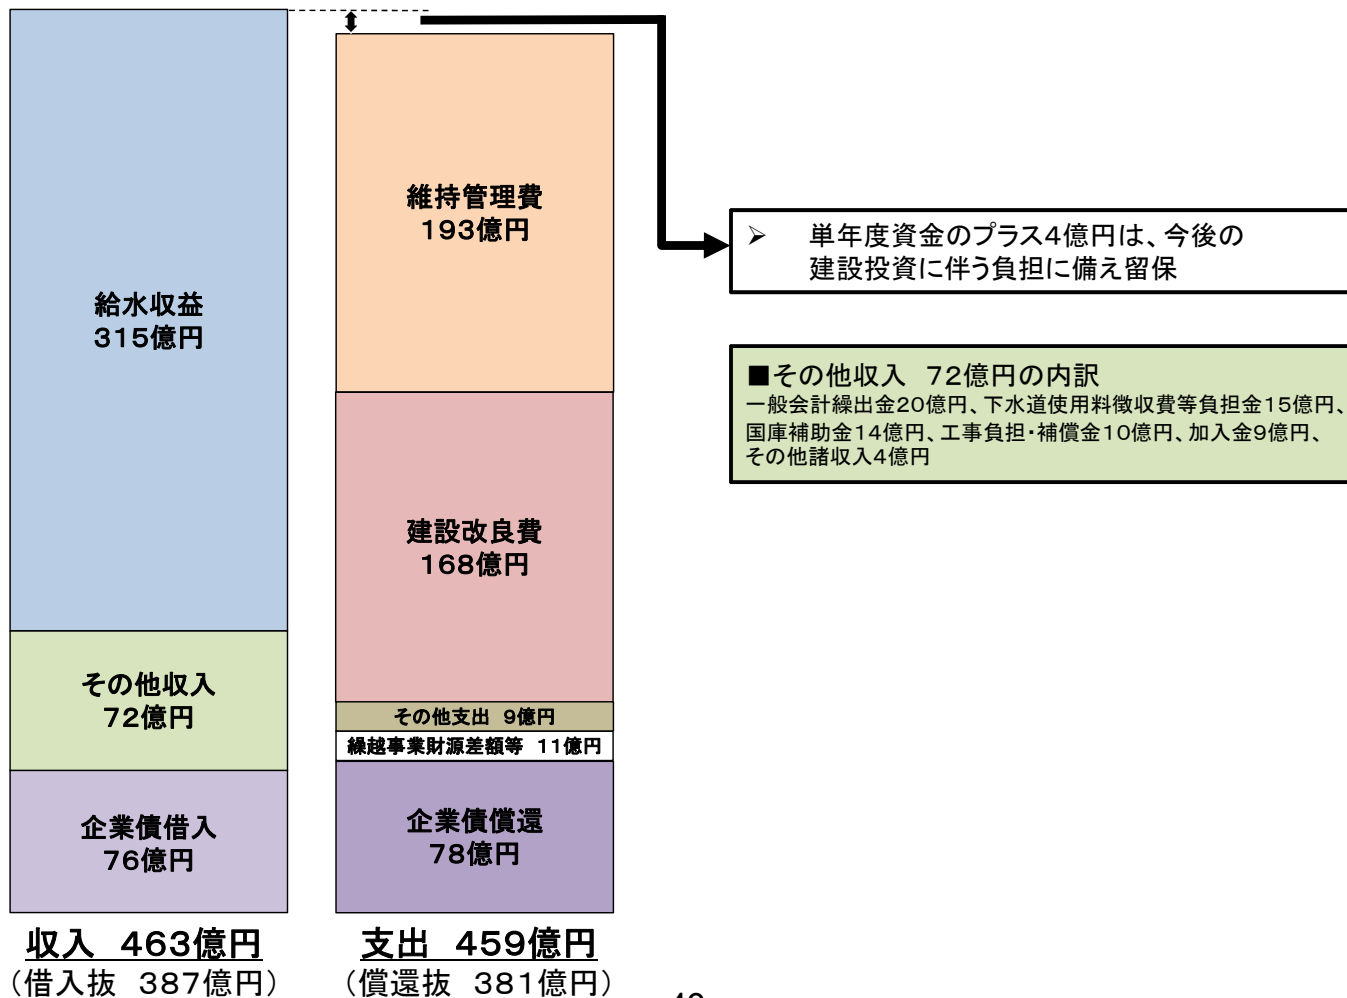 給水収益
315億円
その他収入
72億円
企業債借入
76億円
収入 463億円
（借入抜 387億円）
維持管理費
193億円
建設改良費
168億円
その他支出 9億円
繰越事業財源差額等 11億円
企業債償還
78億円
支出 459億円
（償還抜 381億円）
➢ 単年度資金のプラス4億円は、今後の
建設投資に伴う負担に備え留保
■その他収入 72億円の内訳
一般会計繰出金20億円、下水道使用料徴収費等負担金15億円、
国庫補助金14億円、工事負担・補償金10億円、加入金9億円、
その他諸収入4億円